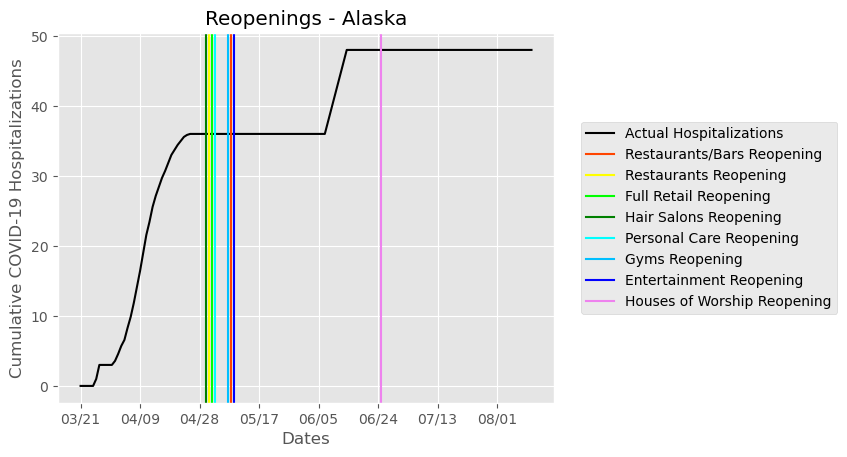 Reopenings - Alaska
Cumulative COVID-19 Hospitalizations
50
40
30
20
10
0
03/21 04/09 04/28 05/17 06/05 06/24 07/13 08/01
Dates
Actual Hospitalizations
Restaurants/Bars Reopening
Restaurants Reopening
Full Retail Reopening
Hair Salons Reopening
Personal Care Reopening
Gyms Reopening
Entertainment Reopening
Houses of Worship Reopening